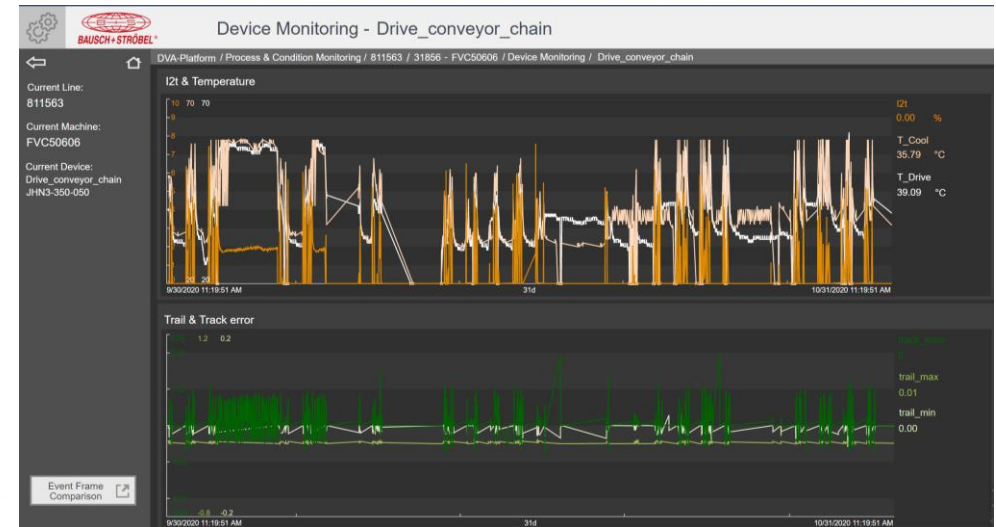 BAUSCH+STRÖBEL®
Device Monitoring - Drive_conveyor_chain
DVA-Platform / Process & Condition Monitoring / 811563 / 31856 - FVC50606 / Device Monitoring / Drive_conveyor_chain
Current Line:
811563
Current Machine:
FVC50606
Current Device:
Drive_conveyor_chain
JHN3-350-050
Event Frame
Comparison
I2t & Temperature
10 70 70
9
8
7
20 20
9/30/2020 11:19:51 AM
31d
10/31/2020 11:19:51 AM
I2t
0.00 %
T_Cool
35.79 °C
T_Drive
39.09 °C
Trail & Track error
1.2 0.2
-0.8 -0.2
9/30/2020 11:19:51 AM
31d
10/31/2020 11:19:51 AM
trail_max
0.01
trail_min
0.00